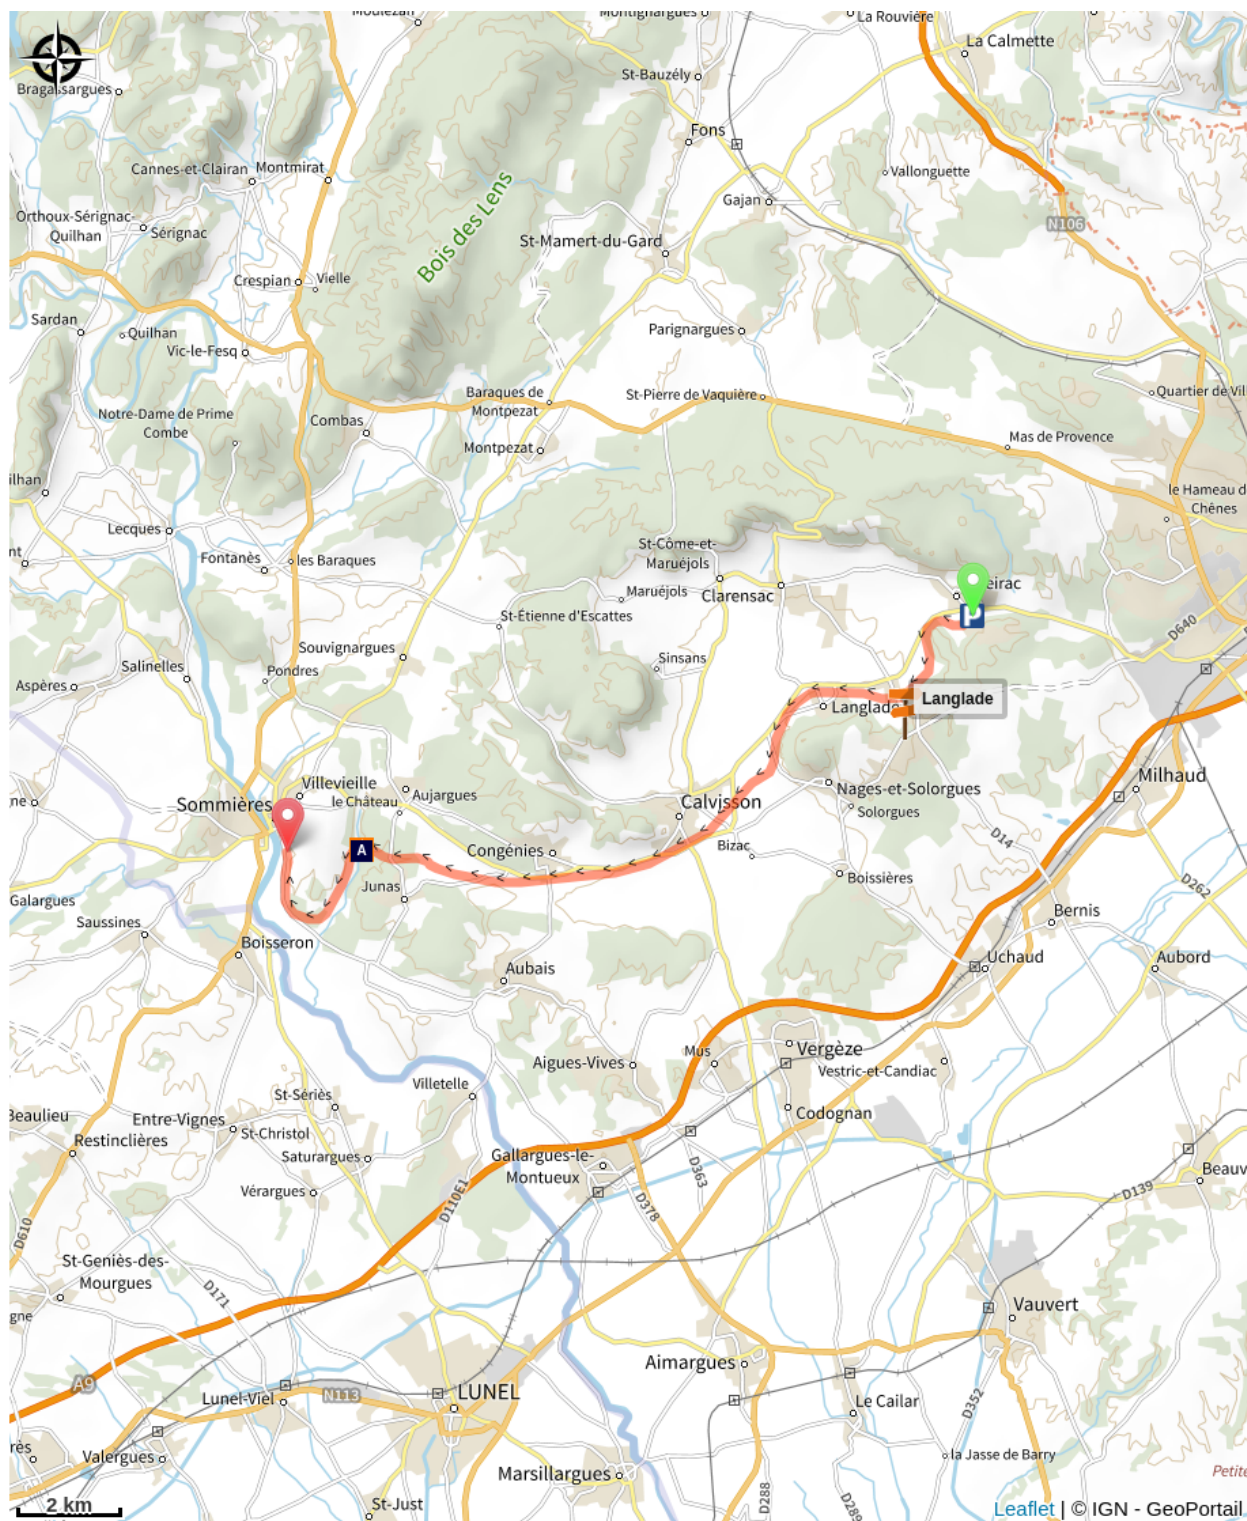 Moulézan
Montignargues
La Rouvière
La Calmette
St-Bauzély
Bragassargues
Fons
Cannes-et-Clairan
Montmirat
Vallonguette
Bois des Lens
Gajan
Orthoux-Sérignac-
Quilhan
Sérignac
N106
St-Mamert-du-Gard
Crespian
Vielle
Sardan
Quilhan
Parignargues
Vic-le-Fesq
Baraques de
Montpezat
St-Pierre de Vaquière
Quartier de Vil
Notre-Dame de Prime
Combe
Combas
Mas de Provence
Montpezat
ilhan
le Hameau d
Chênes
Lecques
nt
Fontanès
les Baraques
St-Côme-et-
Maruéjols
Maruéjols
Clarensac
eirac
P
St-Étienne d'Escattes
D640
Souvignargues
Sinsans
Salinelles
Pondres
Aspères
Langlade
Langlade
Milhaud
Villevieille
Nages-et-Solorgues
ne
Sommières
le Château
Aujargues
Calvisson
Solorgues
D14
A
Congénies
Bizac
Boissières
D262
Junas
Galargues
Saussines
Bernis
Boisseron
Uchaud
Aubord
Aubais
Mus
Vergèze
Aigues-Vives
Vestric-et-Candiac
Villetelle
St-Sériès
Beaulieu
Entre-Vignes
Codognan
St-Christol
Restinclières
Saturargues
Gallargues-le-
Montueux
D363
Beauv
Vérargues
D110E1
D378
D139
D610
St-Geniès-des-
Mourgues
D171
gne
Vauvert
Aimargues
A9
Lunel-Viel
N113
LUNEL
Le Cailar
D352
rès
Valergues
la Jasse de Barry
Marsillargues
Petite
2 km
St-Just
D288
D289
Leaflet | © IGN - GeoPortail